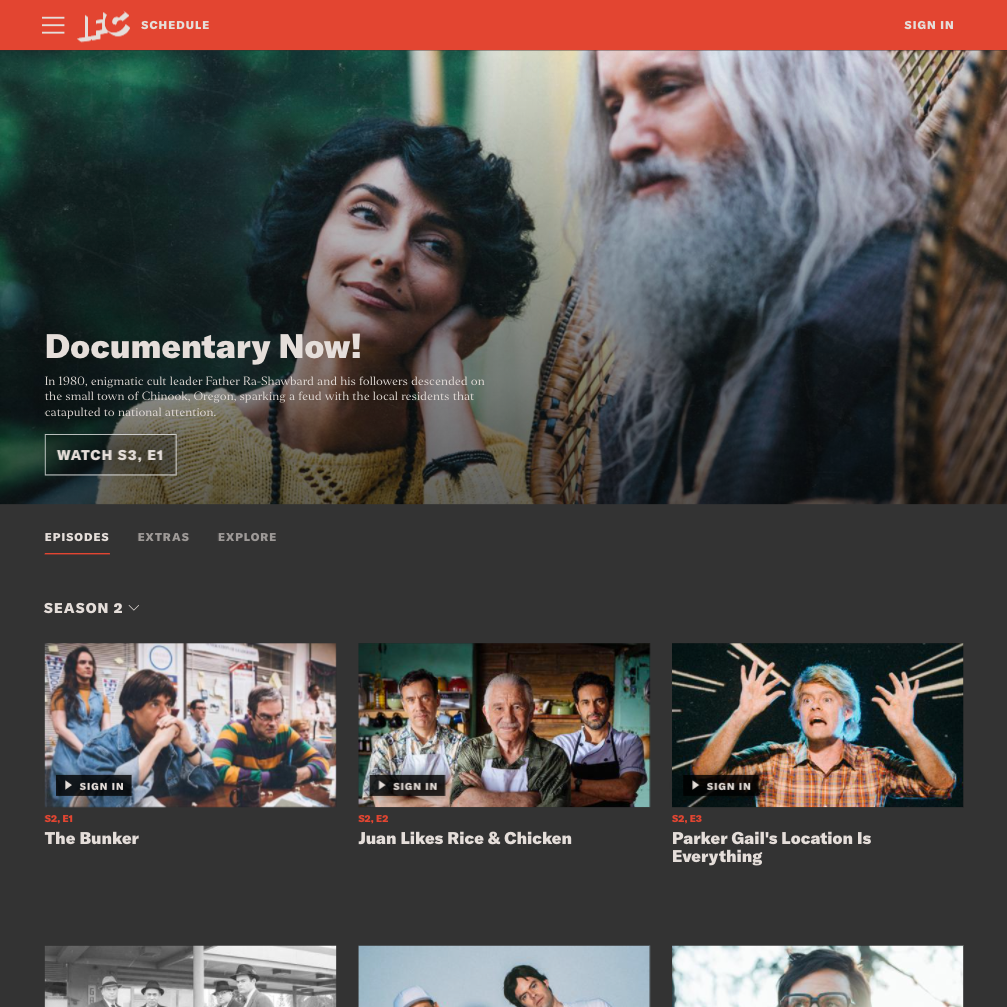 IFC
SCHEDULE
SIGN IN
Documentary Now!
In 1980, enigmatic cult leader Father Ra-Shawbard and his followers descended on
the small town of Chinook, Oregon, sparking a feud with the local residents that
catapulted to national attention.
WATCH S3, E1
EPISODES
EXTRAS
EXPLORE
SEASON 2
SIGN IN
S2, E1
The Bunker
SIGN IN
S2, E2
Juan Likes Rice & Chicken
SIGN IN
S2, E3
Parker Gail's Location Is
Everything